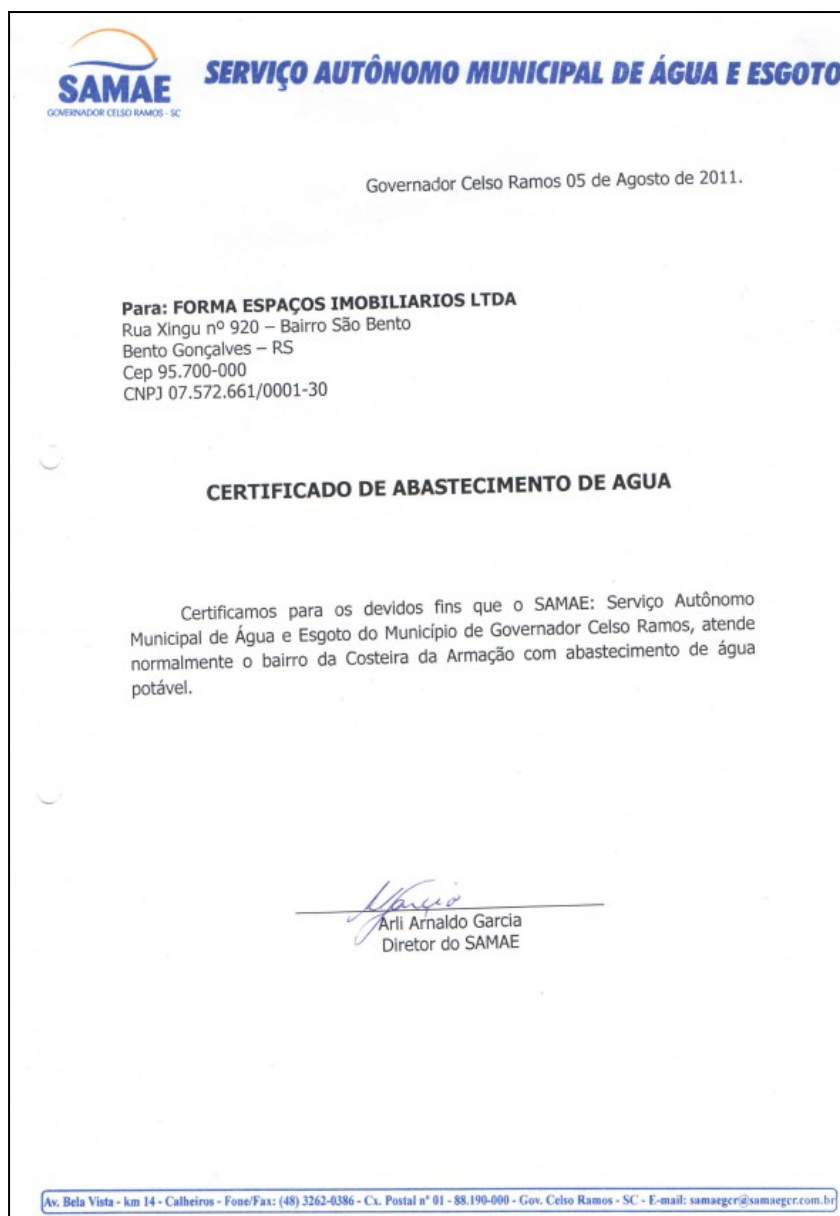 SAMAE
GOVERNADOR CELSO RAMOS - SC
SERVIÇO AUTÔNOMO MUNICIPAL DE ÁGUA E ESGOTO
Governador Celso Ramos 05 de Agosto de 2011.
Para: FORMA ESPAÇOS IMOBILIARIOS LTDA
Rua Xingu nº 920 – Bairro São Bento
Bento Gonçalves – RS
Cep 95.700-000
CNPJ 07.572.661/0001-30
CERTIFICADO DE ABASTECIMENTO DE AGUA
Certificamos para os devidos fins que o SAMAE: Serviço Autônomo
Municipal de Água e Esgoto do Município de Governador Celso Ramos, atende
normalmente o bairro da Costeira da Armação com abastecimento de água
potável.
Arli Arnaldo Garcia
Diretor do SAMAE
Av. Bela Vista - km 14 - Calheiros - Fone/Fax: (48) 3262-0386 - Cx. Postal nº 01 - 88.190-000 - Gov. Celso Ramos - SC - E-mail: samaegcr@samaegcr.com.br